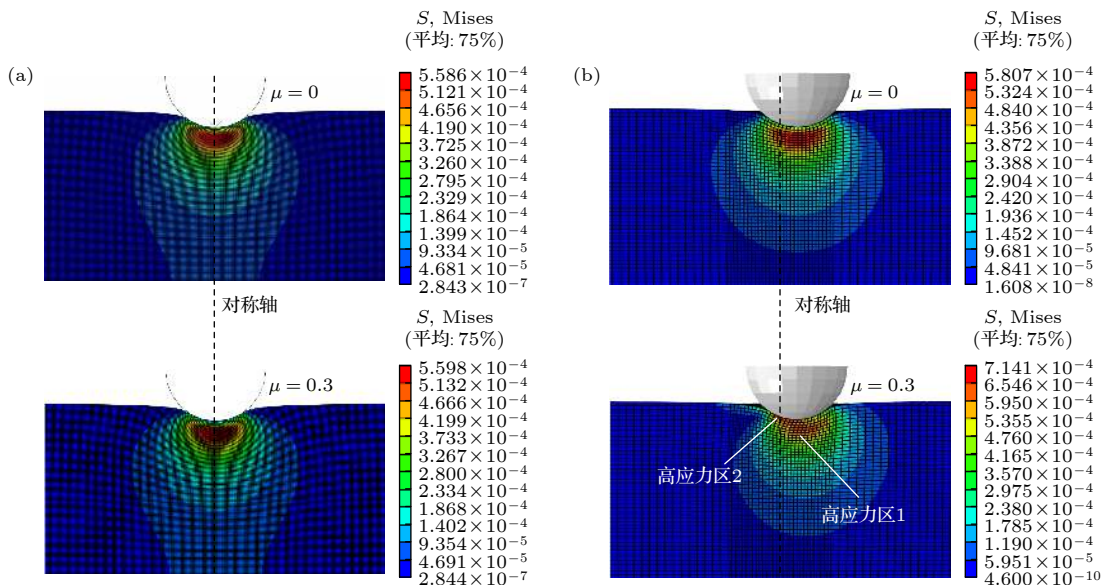 (a)
S, Mises
(平均: 75%)
5.586×10⁻⁴
5.121×10⁻⁴
4.656×10⁻⁴
4.190×10⁻⁴
3.725×10⁻⁴
3.260×10⁻⁴
2.795×10⁻⁴
2.329×10⁻⁴
1.864×10⁻⁴
1.399×10⁻⁴
9.334×10⁻⁵
4.681×10⁻⁵
2.843×10⁻⁷
μ = 0
对称轴
S, Mises
(平均: 75%)
5.598×10⁻⁴
5.132×10⁻⁴
4.666×10⁻⁴
4.199×10⁻⁴
3.733×10⁻⁴
3.267×10⁻⁴
2.800×10⁻⁴
2.334×10⁻⁴
1.868×10⁻⁴
1.402×10⁻⁴
9.354×10⁻⁵
4.691×10⁻⁵
2.844×10⁻⁷
μ = 0.3
(b)
S, Mises
(平均: 75%)
5.807×10⁻⁴
5.324×10⁻⁴
4.840×10⁻⁴
4.356×10⁻⁴
3.872×10⁻⁴
3.388×10⁻⁴
2.904×10⁻⁴
2.420×10⁻⁴
1.936×10⁻⁴
1.452×10⁻⁴
9.681×10⁻⁵
4.841×10⁻⁵
1.608×10⁻⁸
μ = 0
对称轴
S, Mises
(平均: 75%)
7.141×10⁻⁴
6.546×10⁻⁴
5.950×10⁻⁴
5.355×10⁻⁴
4.760×10⁻⁴
4.165×10⁻⁴
3.570×10⁻⁴
2.975×10⁻⁴
2.380×10⁻⁴
1.785×10⁻⁴
1.190×10⁻⁴
5.951×10⁻⁵
4.600×10⁻¹⁰
μ = 0.3
高应力区2
高应力区1